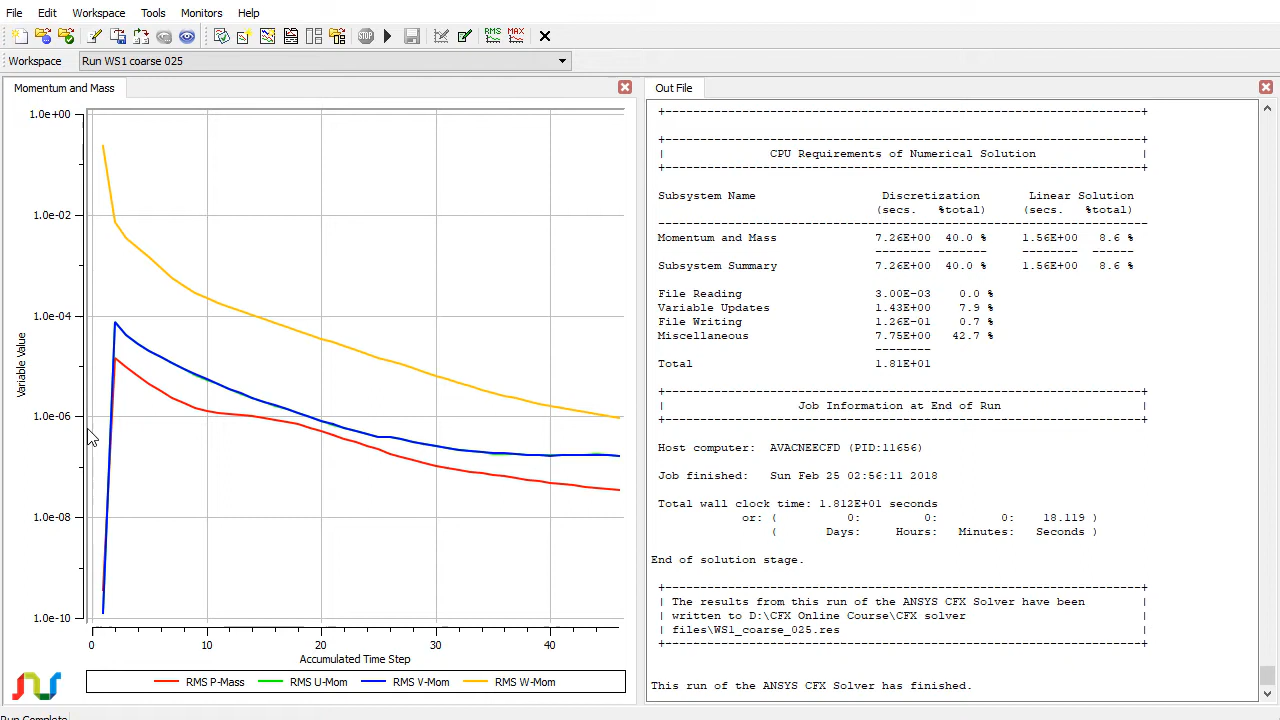 File Edit Workspace Tools Monitors Help
STOP RMS MAX
Workspace Run WS1 coarse 025
Momentum and Mass
1.0e+00
1.0e-02
1.0e-04
1.0e-06
1.0e-08
1.0e-10
Variable Value
0 10 20 30 40
Accumulated Time Step
RMS P-Mass RMS U-Mom RMS V-Mom RMS W-Mom
Run Complete
Out File
+--------------------------------------------------------------------+
+--------------------------------------------------------------------+
| CPU Requirements of Numerical Solution |
+--------------------------------------------------------------------+
Subsystem Name Discretization Linear Solution
(secs. %total) (secs. %total)
----------------------------------------------------------------------
Momentum and Mass 7.26E+00 40.0 % 1.56E+00 8.6 %
-------- ------- -------- ------
Subsystem Summary 7.26E+00 40.0 % 1.56E+00 8.6 %
File Reading 3.00E-03 0.0 %
Variable Updates 1.43E+00 7.9 %
File Writing 1.26E-01 0.7 %
Miscellaneous 7.75E+00 42.7 %
--------
Total 1.81E+01
+--------------------------------------------------------------------+
| Job Information at End of Run |
+--------------------------------------------------------------------+
Host computer: AVACNEECFD (PID:11656)
Job finished: Sun Feb 25 02:56:11 2018
Total wall clock time: 1.812E+01 seconds
or: ( 0: 0: 0: 18.119 )
( Days: Hours: Minutes: Seconds )
End of solution stage.
+--------------------------------------------------------------------+
| The results from this run of the ANSYS CFX Solver have been |
| written to D:\CFX Online Course\CFX solver |
| files\WS1_coarse_025.res |
+--------------------------------------------------------------------+
This run of the ANSYS CFX Solver has finished.